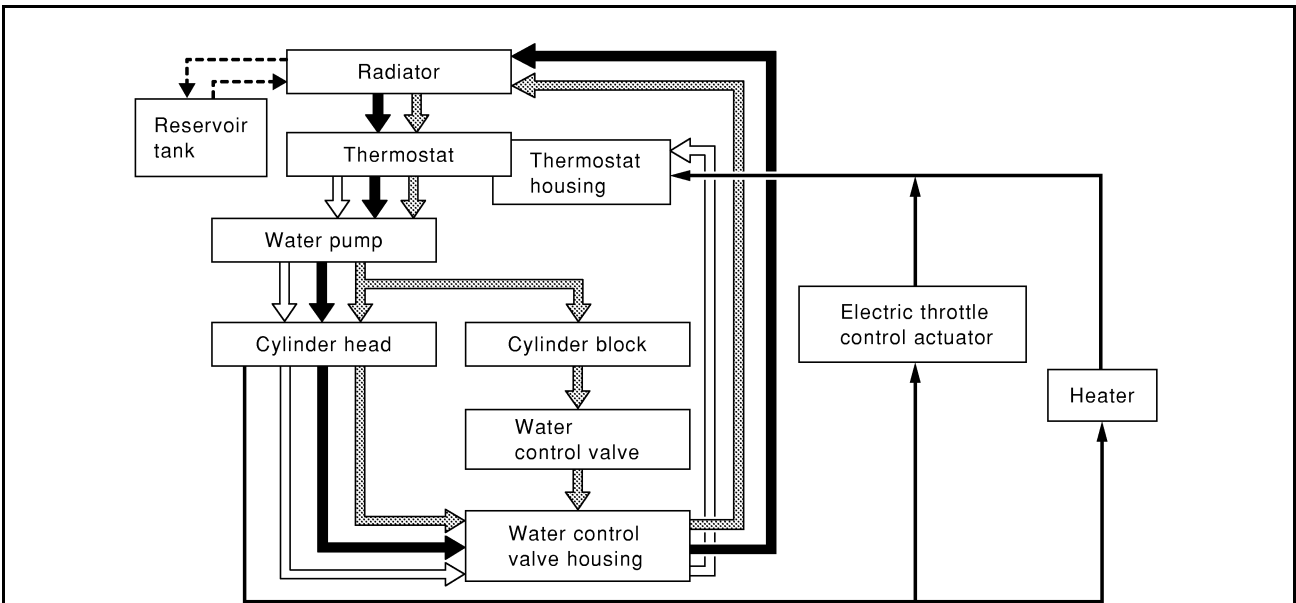 Radiator
Reservoir
tank
Thermostat
Thermostat
housing
Water pump
Electric throttle
control actuator
Cylinder head
Cylinder block
Heater
Water
control valve
Water control
valve housing